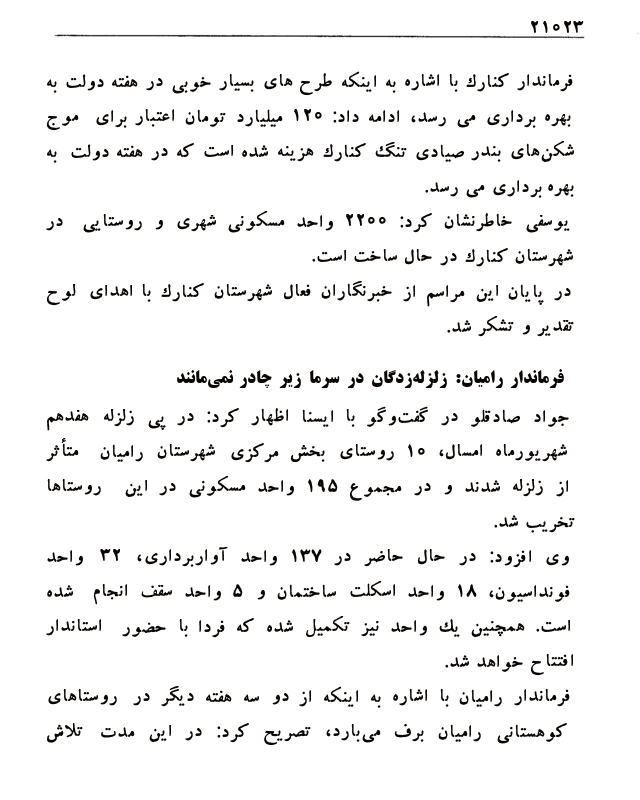 ۲۱۰۲۳
فرماندار کنارك با اشاره به اینکه طرح های بسیار خوبی در هفته دولت به
بهره برداری می رسد، ادامه داد: ۱۲۰ میلیارد تومان اعتبار برای موج
شکن‌های بندر صیادی تنگ کنارك هزینه شده است که در هفته دولت به
بهره برداری می رسد.
یوسفی خاطرنشان کرد: ۲۲۰۰ واحد مسکونی شهری و روستایی در
شهرستان کنارك در حال ساخت است.
در پایان این مراسم از خبرنگاران فعال شهرستان کنارك با اهدای لوح
تقدیر و تشکر شد.
فرماندار رامیان: زلزله‌زدگان در سرما زیر چادر نمی‌مانند
جواد صادقلو در گفت‌وگو با ایسنا اظهار کرد: در پی زلزله هفدهم
شهریورماه امسال، ۱۰ روستای بخش مرکزی شهرستان رامیان متأثر
از زلزله شدند و در مجموع ۱۹۵ واحد مسکونی در این روستاها
تخریب شد.
وی افزود: در حال حاضر در ۱۳۷ واحد آواربرداری، ۳۲ واحد
فونداسیون، ۱۸ واحد اسکلت ساختمان و ۵ واحد سقف انجام شده
است. همچنین یك واحد نیز تکمیل شده که فردا با حضور استاندار
افتتاح خواهد شد.
فرماندار رامیان با اشاره به اینکه از دو سه هفته دیگر در روستاهای
کوهستانی رامیان برف می‌بارد، تصریح کرد: در این مدت تلاش